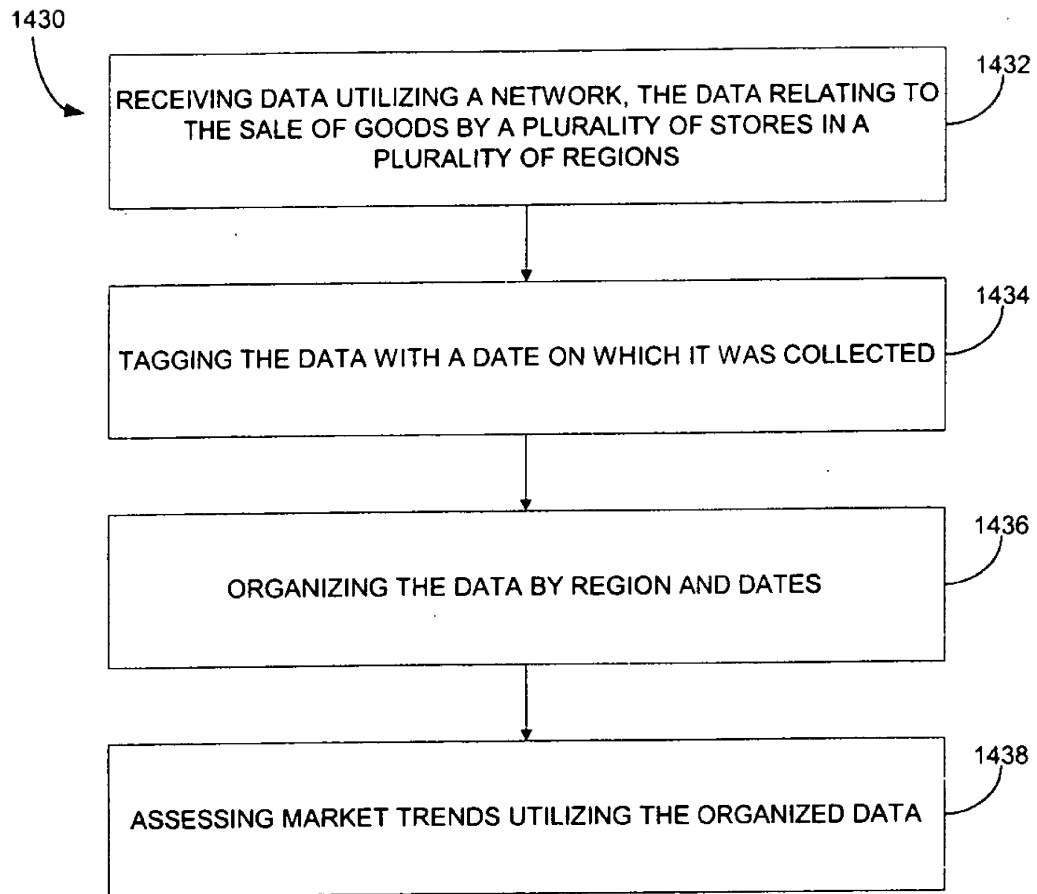 1430
1432
RECEIVING DATA UTILIZING A NETWORK, THE DATA RELATING TO
THE SALE OF GOODS BY A PLURALITY OF STORES IN A
PLURALITY OF REGIONS
1434
TAGGING THE DATA WITH A DATE ON WHICH IT WAS COLLECTED
1436
ORGANIZING THE DATA BY REGION AND DATES
1438
ASSESSING MARKET TRENDS UTILIZING THE ORGANIZED DATA